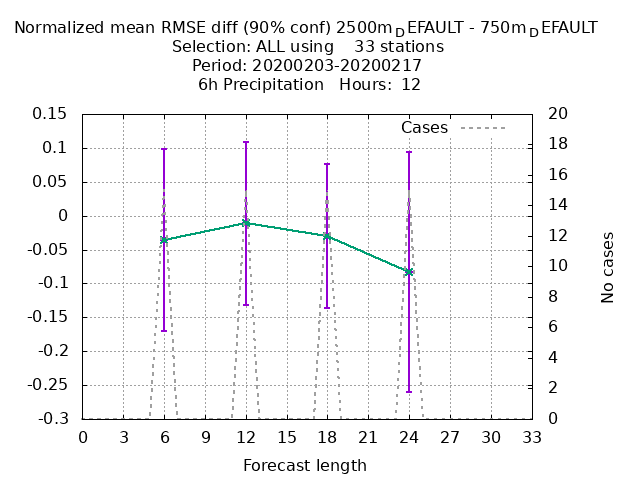 Normalized mean RMSE diff (90% conf) 2500m_DEFAULT - 750m_DEFAULT
Selection: ALL using    33 stations
Period: 20200203-20200217
6h Precipitation   Hours:  12
0.15
0.1
0.05
0
-0.05
-0.1
-0.15
-0.2
-0.25
-0.3
Cases
20
18
16
14
12
10
8
6
4
2
0
No cases
0 3 6 9 12 15 18 21 24 27 30 33
Forecast length